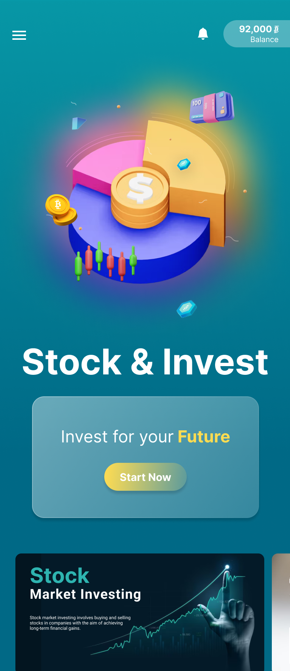 92,000 ₿
Balance
$
100
Stock & Invest
Invest for your Future
Start Now
Stock
Market Investing
Stock market investing involves buying and selling
stocks in companies with the aim of achieving
long-term financial gains.